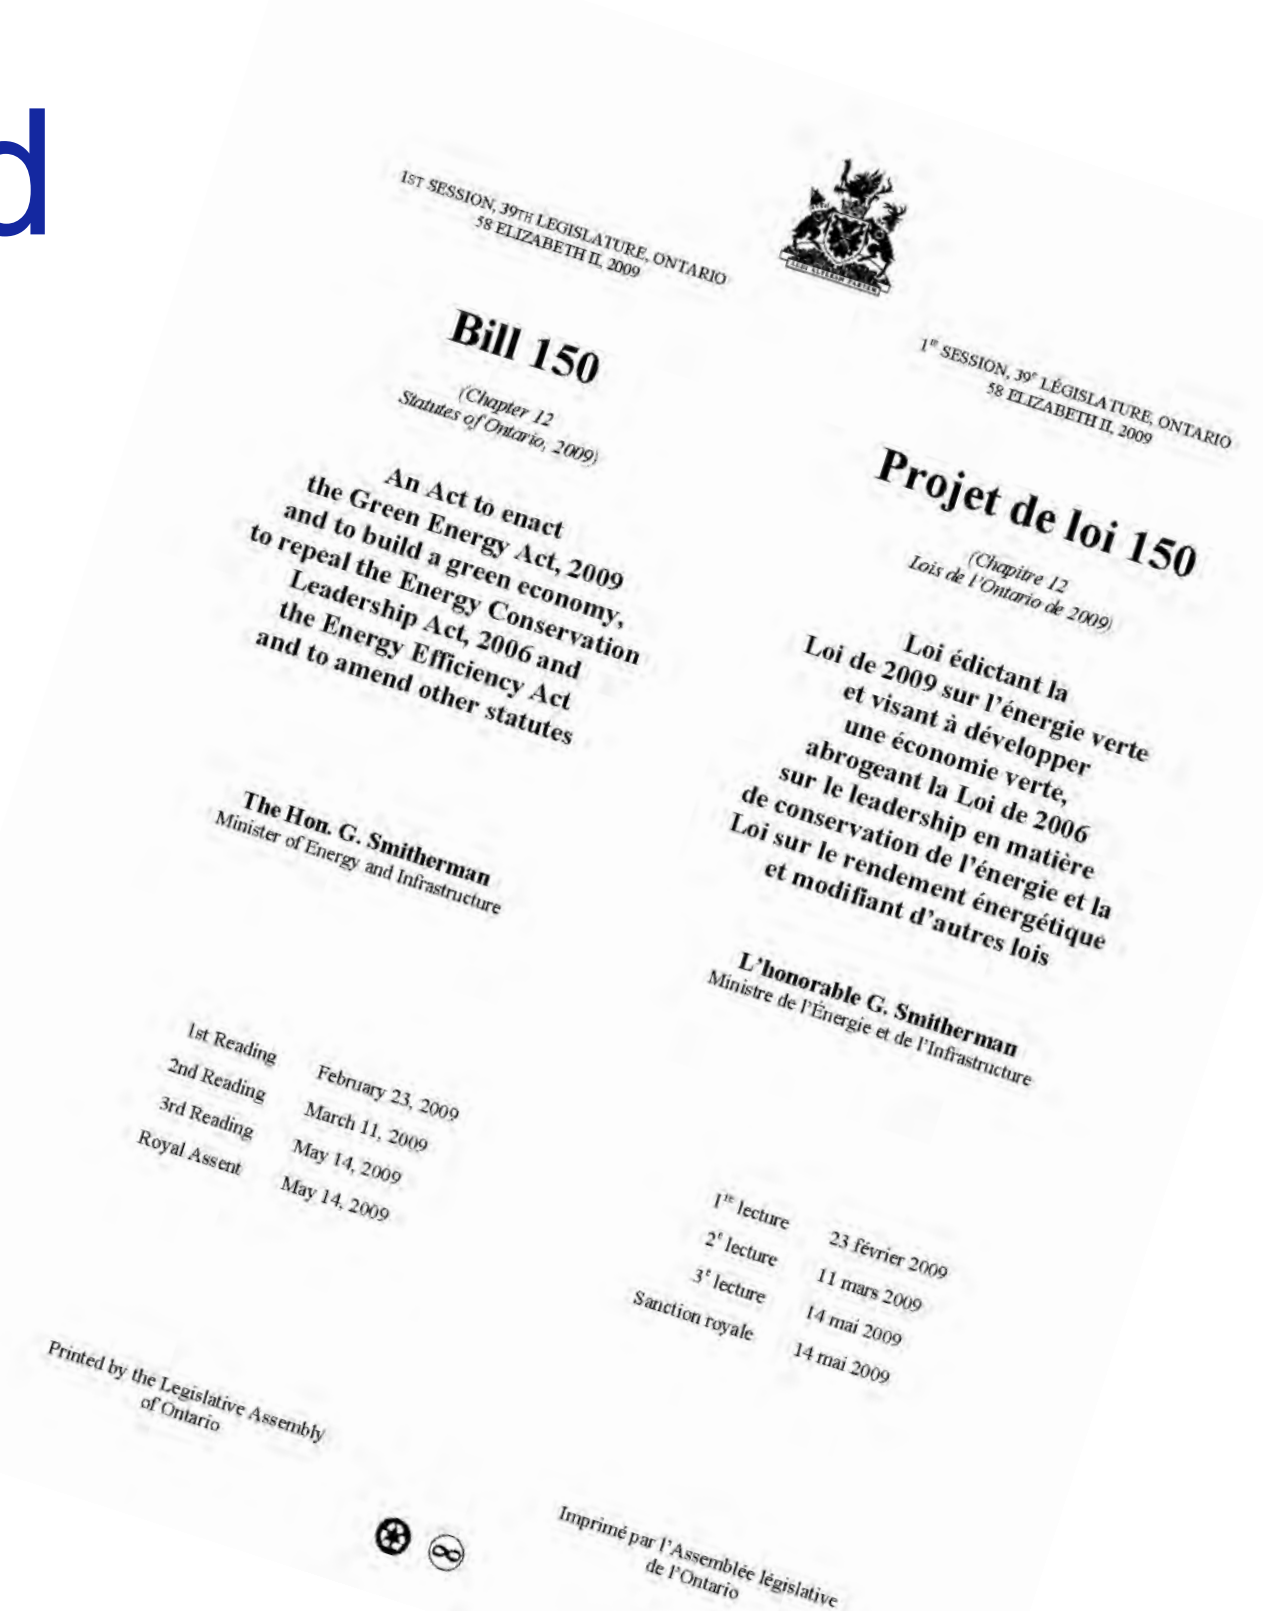 d
1ST SESSION, 39TH LEGISLATURE, ONTARIO
58 ELIZABETH II, 2009
Bill 150
(Chapter 12
Statutes of Ontario, 2009)
An Act to enact
the Green Energy Act, 2009
and to build a green economy,
to repeal the Energy Conservation
Leadership Act, 2006 and
the Energy Efficiency Act
and to amend other statutes
The Hon. G. Smitherman
Minister of Energy and Infrastructure
1st Reading February 23, 2009
2nd Reading March 11, 2009
3rd Reading May 14, 2009
Royal Assent May 14, 2009
Printed by the Legislative Assembly
of Ontario
1re SESSION, 39e LÉGISLATURE, ONTARIO
58 ELIZABETH II, 2009
Projet de loi 150
(Chapitre 12
Lois de l'Ontario de 2009)
Loi édictant la
Loi de 2009 sur l'énergie verte
et visant à développer
une économie verte,
abrogeant la Loi de 2006
sur le leadership en matière
de conservation de l'énergie et la
Loi sur le rendement énergétique
et modifiant d'autres lois
L'honorable G. Smitherman
Ministre de l'Énergie et de l'Infrastructure
1re lecture 23 février 2009
2e lecture 11 mars 2009
3e lecture 14 mai 2009
Sanction royale 14 mai 2009
Imprimé par l'Assemblée législative
de l'Ontario